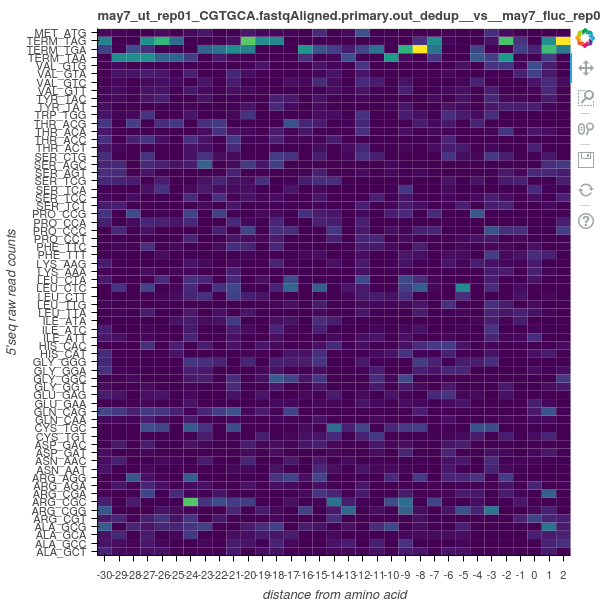 may7_ut_rep01_CGTGCA.fastqAligned.primary.out_dedup__vs__may7_fluc_rep0
MET_ATG
TERM_TAG
TERM_TGA
TERM_TAA
VAL_GTG
VAL_GTA
VAL_GTC
VAL_GTT
TYR_TAC
TYR_TAT
TRP_TGG
THR_ACG
THR_ACA
THR_ACC
THR_ACT
SER_CTG
SER_AGC
SER_AGT
SER_TCG
SER_TCA
SER_TCC
SER_TCT
PRO_CCG
PRO_CCA
PRO_CCC
PRO_CCT
PHE_TTC
PHE_TTT
LYS_AAG
LYS_AAA
LEU_CTA
LEU_CTC
LEU_CTT
LEU_TTG
LEU_TTA
ILE_ATA
ILE_ATC
ILE_ATT
HIS_CAC
HIS_CAT
GLY_GGG
GLY_GGA
GLY_GGC
GLY_GGT
GLU_GAG
GLU_GAA
GLN_CAG
GLN_CAA
CYS_TGC
CYS_TGT
ASP_GAC
ASP_GAT
ASN_AAC
ASN_AAT
ARG_AGG
ARG_AGA
ARG_CGA
ARG_CGC
ARG_CGG
ARG_CGT
ALA_GCG
ALA_GCA
ALA_GCC
ALA_GCT
5'seq raw read counts
-30 -29 -28 -27 -26 -25 -24 -23 -22 -21 -20 -19 -18 -17 -16 -15 -14 -13 -12 -11 -10 -9 -8 -7 -6 -5 -4 -3 -2 -1 0 1 2
distance from amino acid